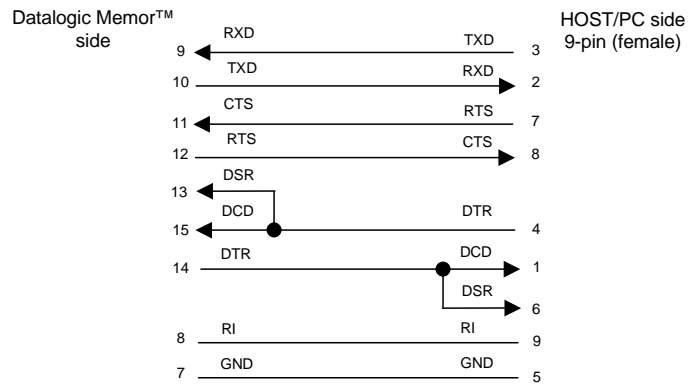 Datalogic Memor™ side
HOST/PC side 9-pin (female)
9 RXD TXD 3
10 TXD RXD 2
11 CTS RTS 7
12 RTS CTS 8
13 DSR
15 DCD DTR 4
14 DTR DCD 1
DSR 6
8 RI RI 9
7 GND GND 5